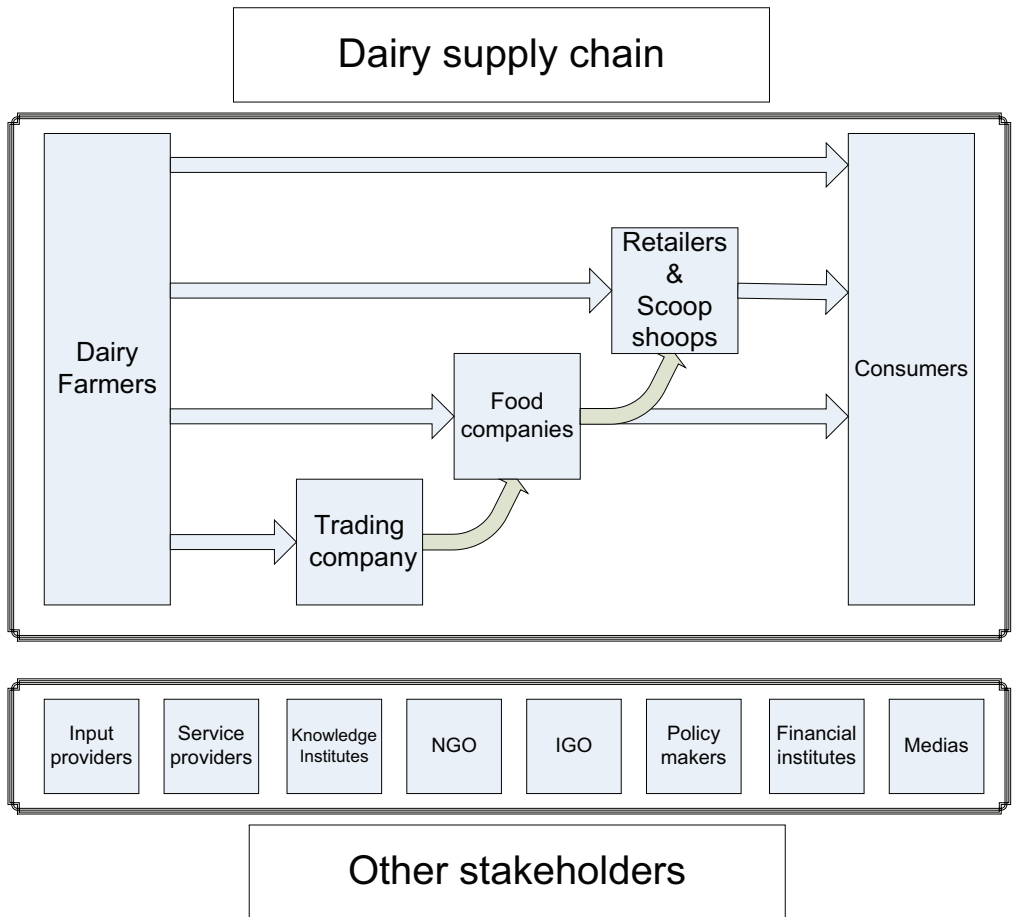 Dairy supply chain
Dairy
Farmers
Retailers
&
Scoop
shoops
Consumers
Food
companies
Trading
company
Input
providers
Service
providers
Knowledge
Institutes
NGO
IGO
Policy
makers
Financial
institutes
Medias
Other stakeholders